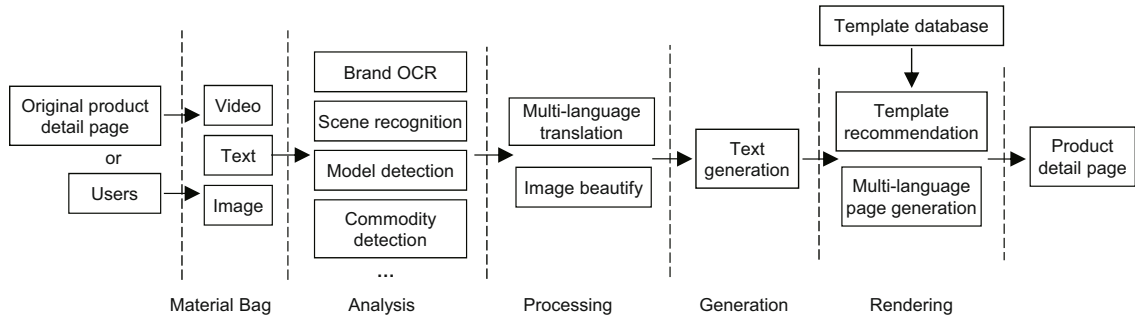 Original product
detail page
or
Users
Video
Text
Image
Brand OCR
Scene recognition
Model detection
Commodity
detection
...
Multi-language
translation
Image beautify
Text
generation
Template database
Template
recommendation
Multi-language
page generation
Product
detail page
Material Bag
Analysis
Processing
Generation
Rendering